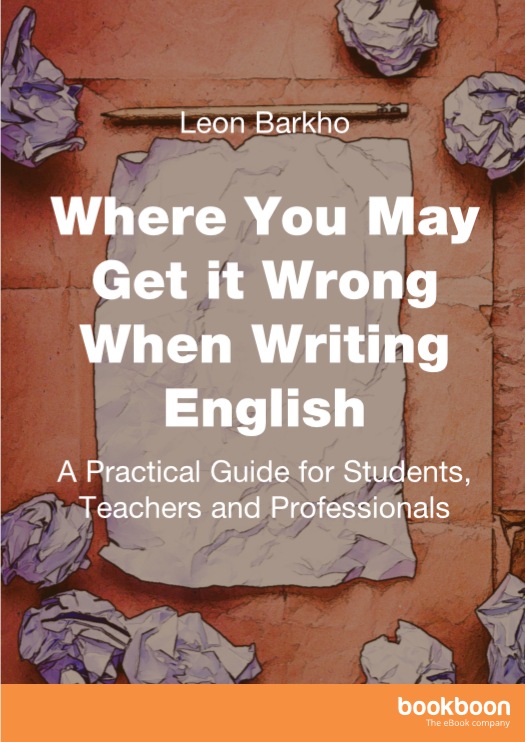 Leon Barkho
Where You May
Get it Wrong
When Writing
English
A Practical Guide for Students,
Teachers and Professionals
bookboon
The eBook company